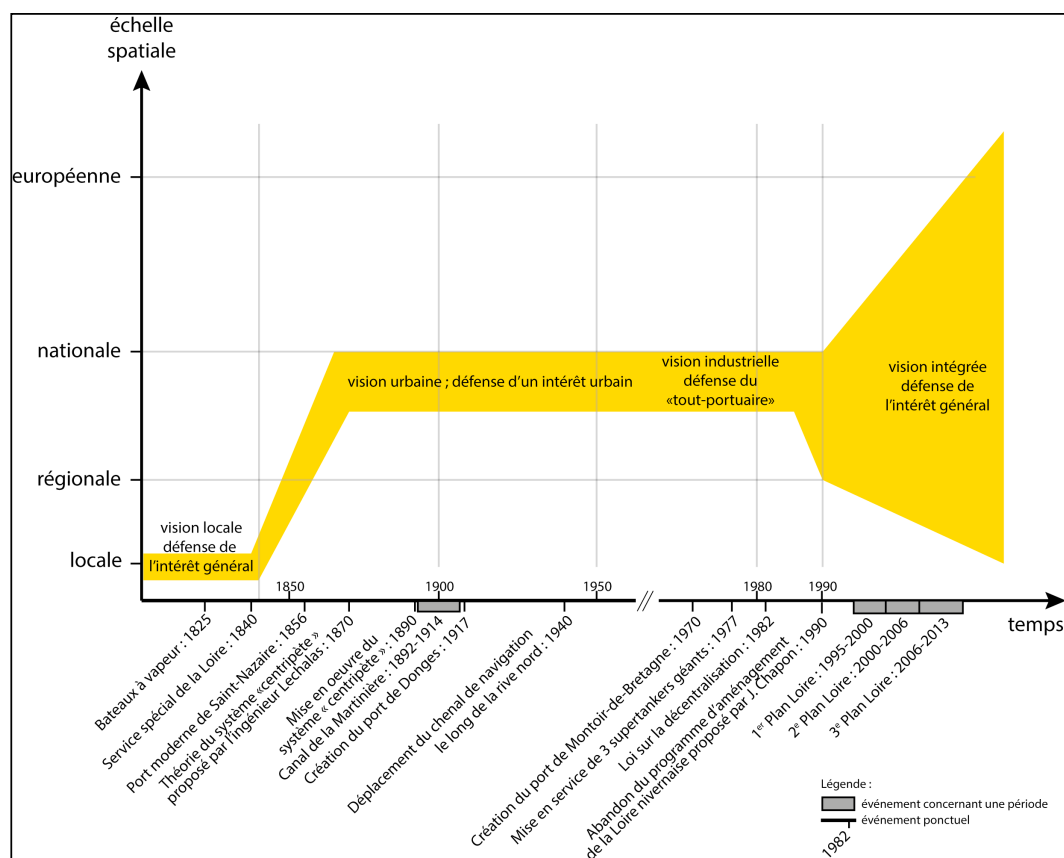 échelle
spatiale
européenne
nationale
régionale
locale
vision locale
défense de
l'intérêt général
vision urbaine ; défense d'un intérêt urbain
vision industrielle
défense du
«tout-portuaire»
vision intégrée
défense de
l'intérêt général
1850
1900
1950
1980
1990
temps
Bateaux à vapeur : 1825
Service spécial de la Loire : 1840
Port moderne de Saint-Nazaire : 1856
Théorie du système «centripète»
proposé par l'ingénieur Lechalas : 1870
Mise en oeuvre du
système « centripète » : 1890
Canal de la Martinière : 1892-1914
Création du port de Donges : 1917
Déplacement du chenal de navigation
le long de la rive nord : 1940
Création du port de Montoir-de-Bretagne : 1970
Mise en service de 3 supertankers géants : 1977
Loi sur la décentralisation : 1982
Abandon du programme d'aménagement
de la Loire nivernaise proposé par J. Chapon : 1990
1er Plan Loire : 1995-2000
2e Plan Loire : 2000-2006
3e Plan Loire : 2006-2013
Légende :
événement concernant une période
événement ponctuel
1982